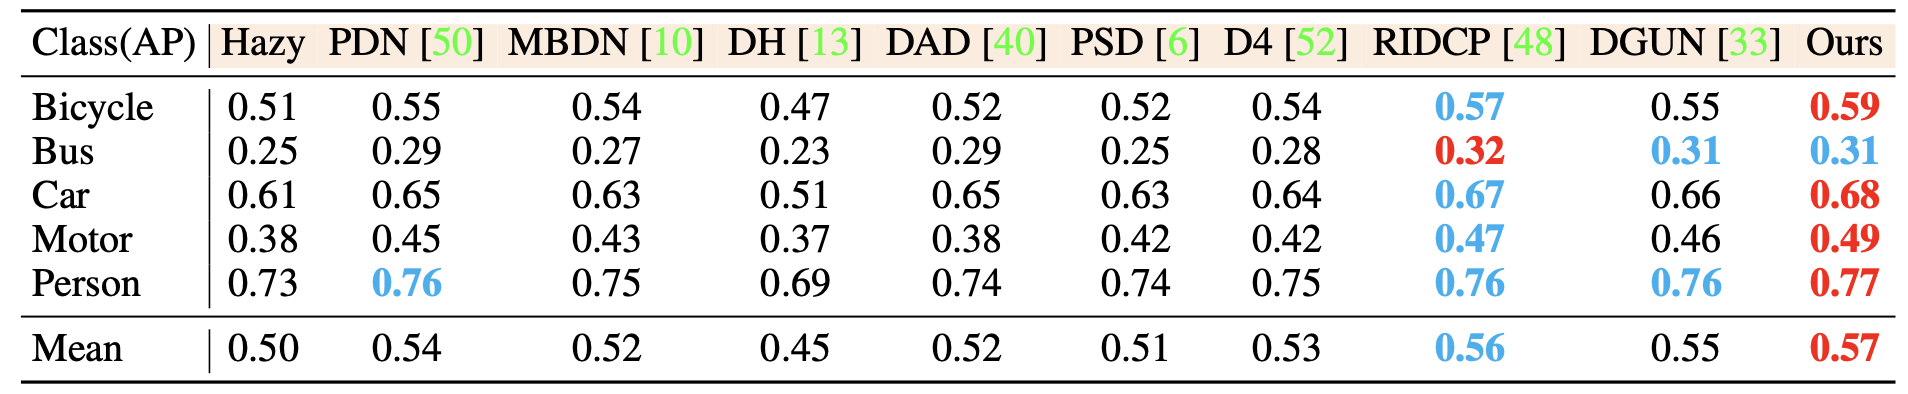 Class(AP) Hazy PDN [50] MBDN [10] DH [13] DAD [40] PSD [6] D4 [52] RIDCP [48] DGUN [33] Ours
Bicycle 0.51 0.55 0.54 0.47 0.52 0.52 0.54 0.57 0.55 0.59
Bus 0.25 0.29 0.27 0.23 0.29 0.25 0.28 0.32 0.31 0.31
Car 0.61 0.65 0.63 0.51 0.65 0.63 0.64 0.67 0.66 0.68
Motor 0.38 0.45 0.43 0.37 0.38 0.42 0.42 0.47 0.46 0.49
Person 0.73 0.76 0.75 0.69 0.74 0.74 0.75 0.76 0.76 0.77
Mean 0.50 0.54 0.52 0.45 0.52 0.51 0.53 0.56 0.55 0.57